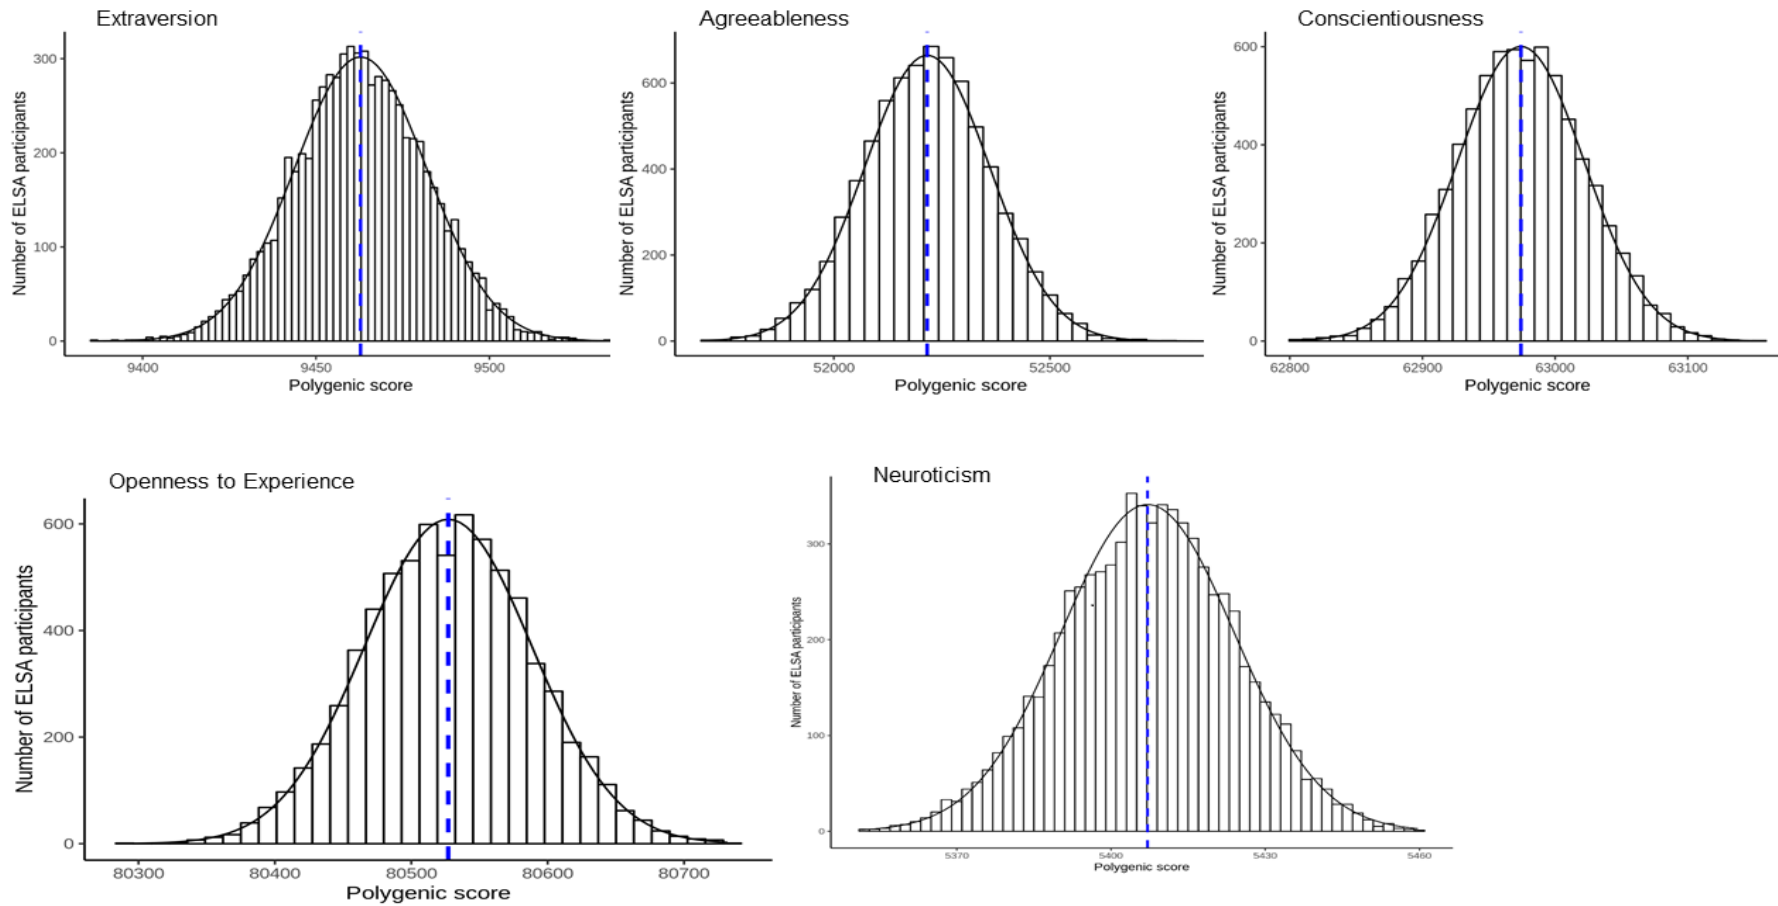 Extraversion
Number of ELSA participants
300
200
100
0
9400 9450 9500
Polygenic score
Agreeableness
Number of ELSA participants
600
400
200
0
52000 52500
Polygenic score
Conscientiousness
Number of ELSA participants
600
400
200
0
62800 62900 63000 63100
Polygenic score
Openness to Experience
Number of ELSA participants
600
400
200
0
80300 80400 80500 80600 80700
Polygenic score
Neuroticism
Number of ELSA participants
300
200
100
0
5370 5400 5430 5460
Polygenic score